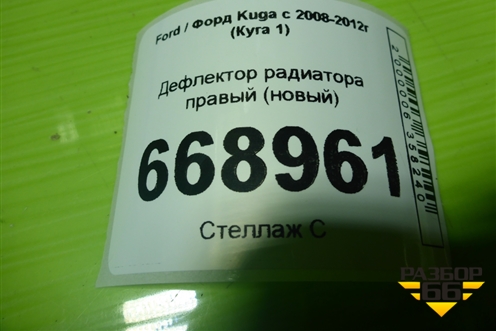 Ford / Форд Kuga с 2008-2012г
(Куга 1)
Дефлектор радиатора
правый (новый)
668961
Стеллаж С
2000006358240
РАЗБОР
66